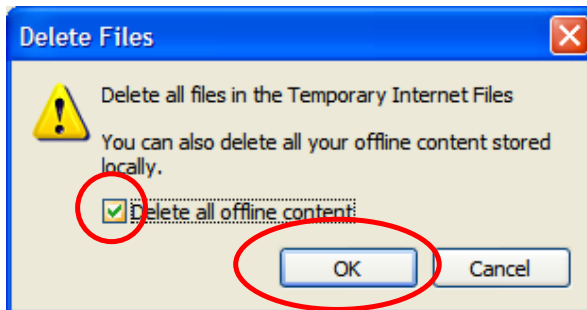 Delete Files
Delete all files in the Temporary Internet Files
You can also delete all your offline content stored
locally.
Delete all offline content
OK
Cancel